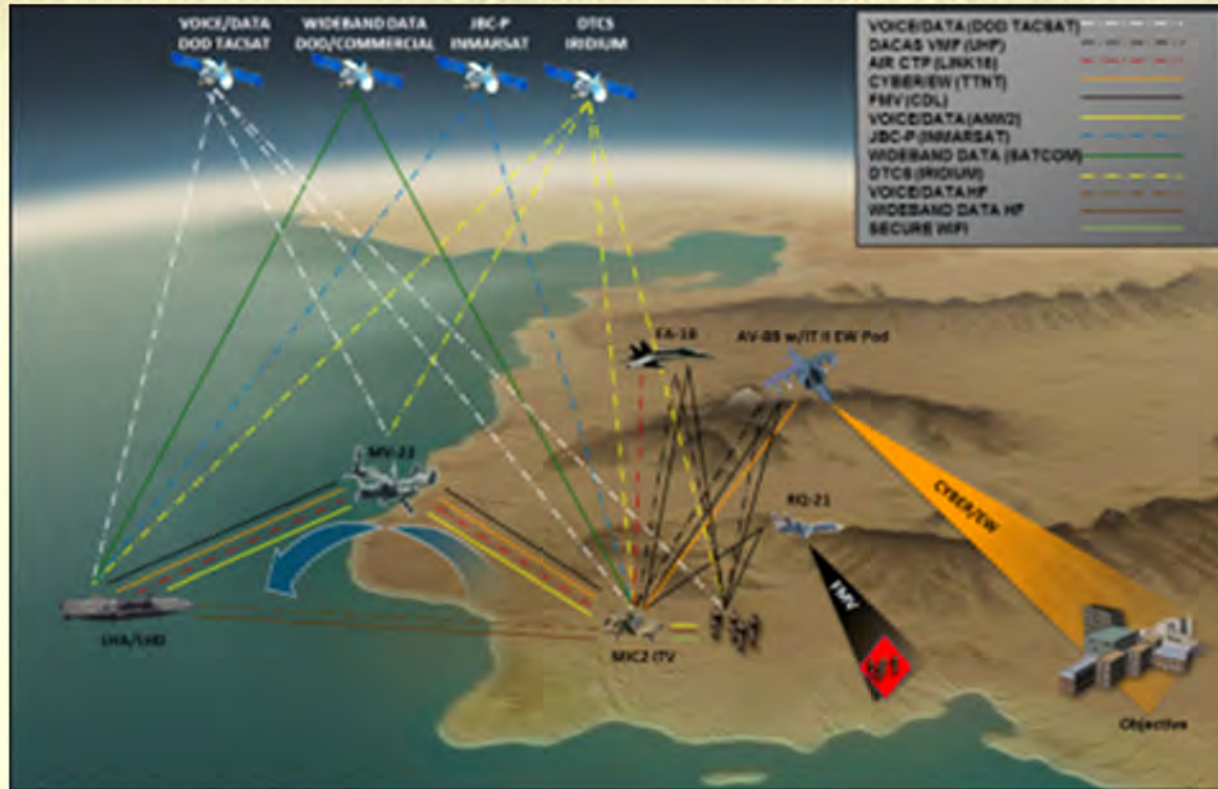 VOICE/DATA
DOD TACSAT
WIDEBAND DATA
DOD/COMMERCIAL
JBC-P
INMARSAT
DTCS
IRIDIUM
VOICE/DATA (DOD TACSAT)
DACAS VMF (UHF)
AIR CTP (LINK16)
CYBER/EW (TTNT)
FMV (CDL)
VOICE/DATA (ANW2)
JBC-P (INMARSAT)
WIDEBAND DATA (SATCOM)
DTCS (IRIDIUM)
VOICE/DATA HF
WIDEBAND DATA HF
SECURE WIFI
FA-18
AV-8B w/IT II EW Pod
MV-22
RQ-21
CYBER/EW
FMV
LHA/LHD
MIC2 ITV
tgt
Objective